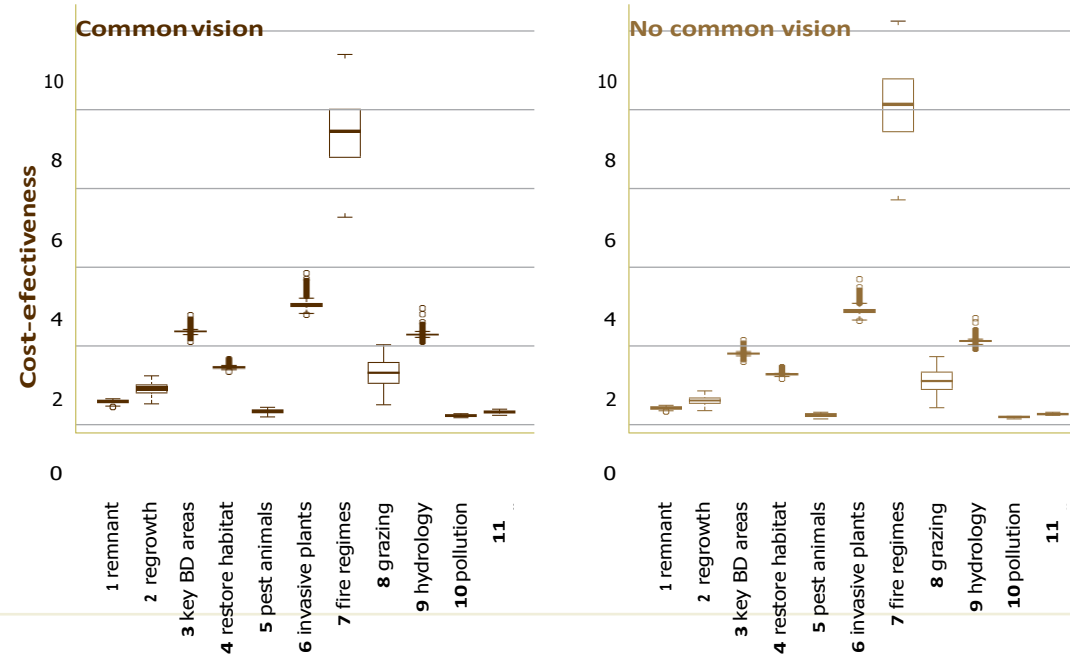 Common vision
No common vision
Cost-efectiveness
10
8
6
4
2
0
1 remnant
2 regrowth
3 key BD areas
4 restore habitat
5 pest animals
6 invasive plants
7 fire regimes
8 grazing
9 hydrology
10 pollution
11
10
8
6
4
2
0
1 remnant
2 regrowth
3 key BD areas
4 restore habitat
5 pest animals
6 invasive plants
7 fire regimes
8 grazing
9 hydrology
10 pollution
11